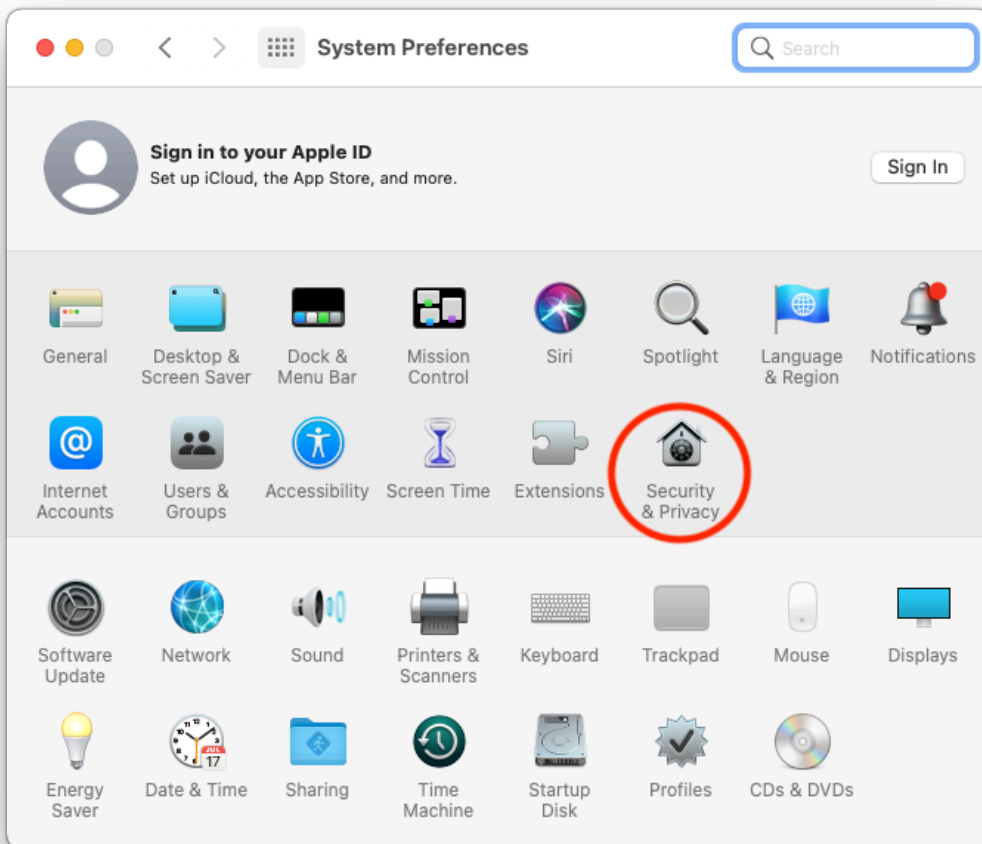 System Preferences
Search
Sign in to your Apple ID
Set up iCloud, the App Store, and more.
Sign In
General
Desktop &
Screen Saver
Dock &
Menu Bar
Mission
Control
Siri
Spotlight
Language
& Region
Notifications
Internet
Accounts
Users &
Groups
Accessibility
Screen Time
Extensions
Security
& Privacy
Software
Update
Network
Sound
Printers &
Scanners
Keyboard
Trackpad
Mouse
Displays
JUL
17
Energy
Saver
Date & Time
Sharing
Time
Machine
Startup
Disk
Profiles
CDs & DVDs